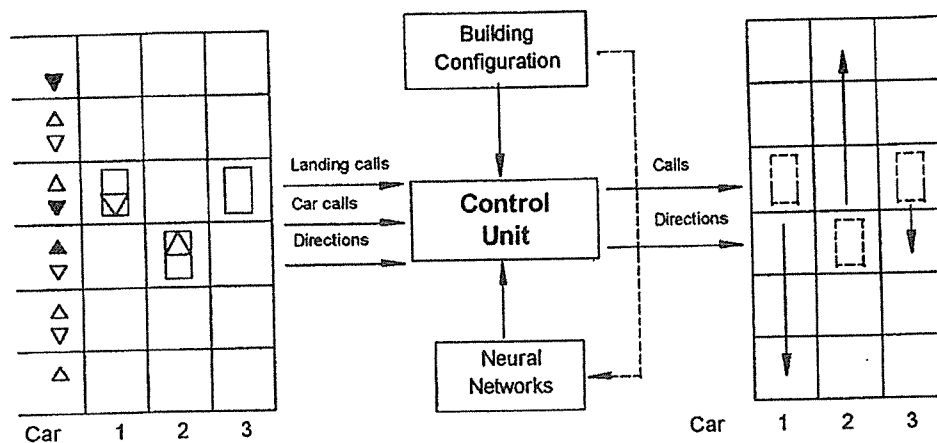 Building
Configuration
Landing calls
Car calls
Directions
Control
Unit
Calls
Directions
Neural
Networks
Car 1 2 3
Car 1 2 3